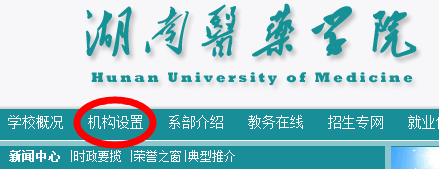 湖南醫藥学院
Hunan University of Medicine
学校概况 机构设置 系部介绍 教务在线 招生专网 就业
新闻中心 |时政要揽 |荣誉之窗 |典型推介